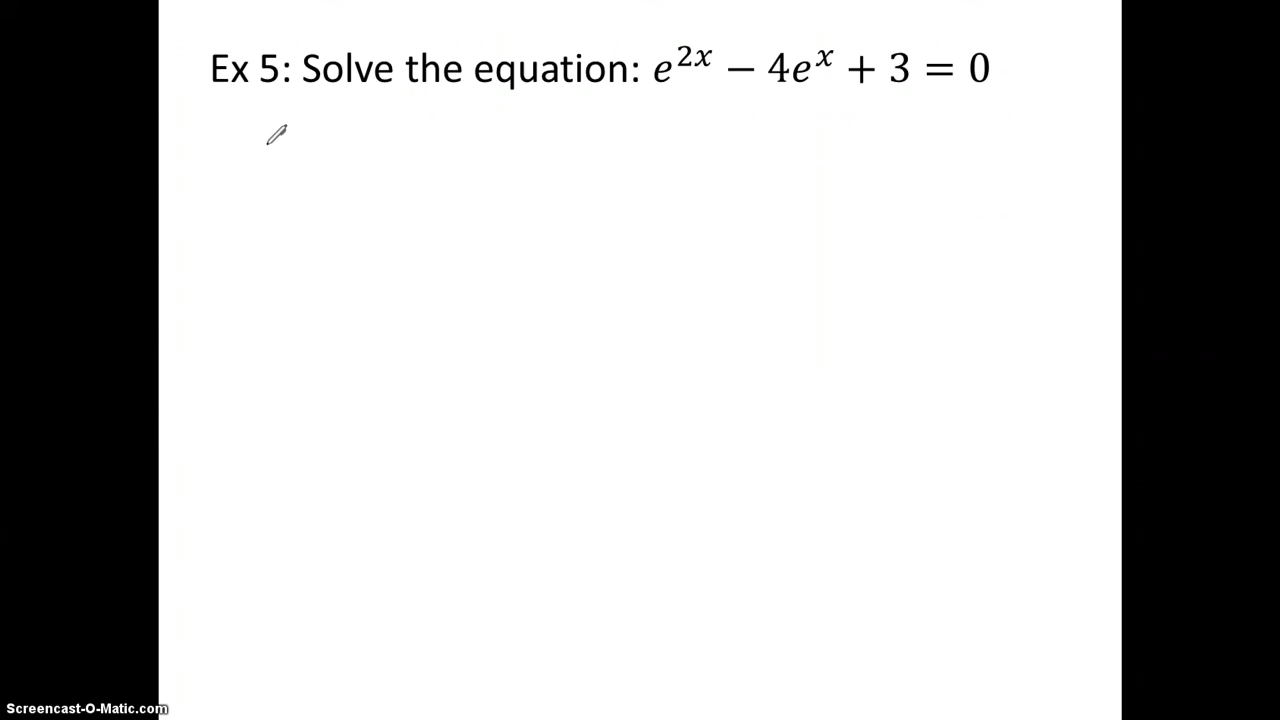 Ex 5: Solve the equation: $e^{2x} - 4e^{x} + 3 = 0$
Screencast-O-Matic.com